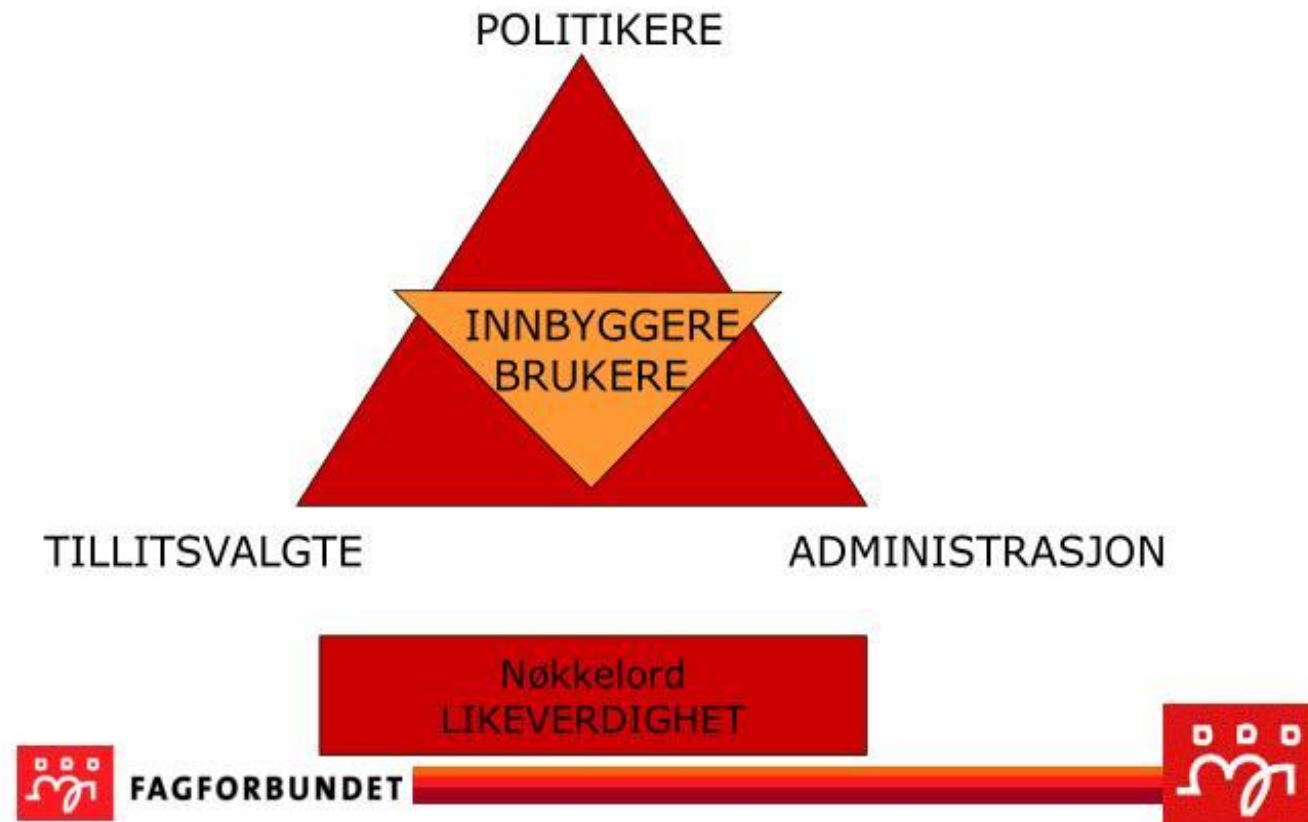 POLITIKERE
INNBYGGERE
BRUKERE
TILLITSVALGTE
ADMINISTRASJON
Nøkkelord
LIKEVERDIGHET
FAGFORBUNDET